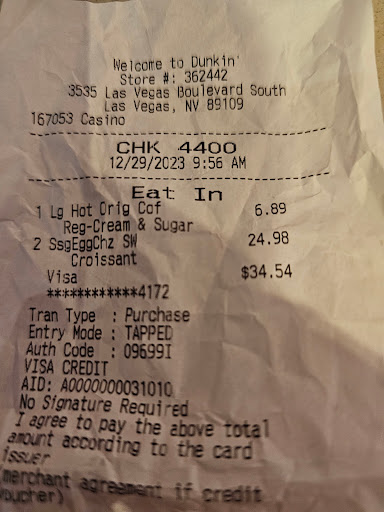 Welcome to Dunkin'
Store #: 362442
3535 Las Vegas Boulevard South
Las Vegas, NV 89109
167053 Casino
CHK 4400
12/29/2023 9:56 AM
Eat In
1 Lg Hot Orig Cof 6.89
Reg-Cream & Sugar
2 SsgEggChz SW 24.98
Croissant
Visa $34.54
************4172
Tran Type : Purchase
Entry Mode : TAPPED
Auth Code : 09699I
VISA CREDIT
AID: A0000000031010
No Signature Required
I agree to pay the above total
amount according to the card
issuer
merchant agreement if credit
voucher)